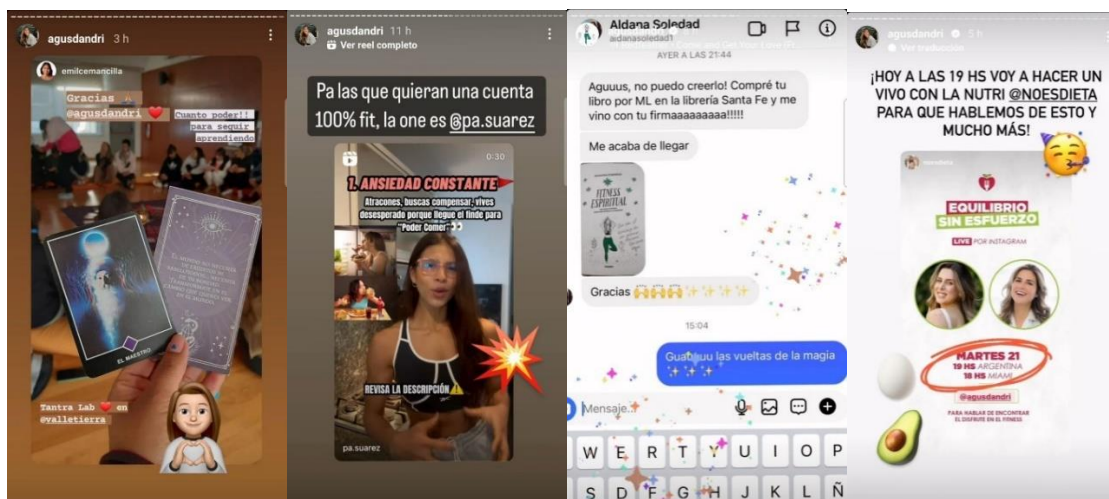 agusdandri 3 h
emilcemancilla
Gracias
@agusdandri
Cuanto poder!!
para seguir
aprendiendo
EL MAESTRO
Tantra Lab en
@valletierra
agusdandri 11 h
Ver reel completo
Pa las que quieran una cuenta
100% fit, la one es @pa.suarez
0:30
1. ANSIEDAD CONSTANTE
Atracones, buscas compensar, vives
desesperado porque llegue el finde para
"Poder Comer"
REVISA LA DESCRIPCIÓN
pa.suarez
Aldana Soledad
aldanasoledad1
AYER A LAS 21:44
Aguuus, no puedo creerlo! Compré tu
libro por ML en la librería Santa Fe y me
vino con tu firmaaaaaaaaa!!!!!
Me acaba de llegar
FITNESS
ESPIRITUAL
Gracias
15:04
Guauuuu las vueltas de la magia
Mensaje...
W E R T Y U I O P
S D F G H J K L Ñ
agusdandri 5 h
Ver traducción
¡HOY A LAS 19 HS VOY A HACER UN
VIVO CON LA NUTRI @NOESDIETA
PARA QUE HABLEMOS DE ESTO Y
MUCHO MÁS!
noesdieta
EQUILIBRIO
SIN ESFUERZO
LIVE POR INSTAGRAM
MARTES 21
19 HS ARGENTINA
18 HS MIAMI
@agusdandri
PARA HABLAR DE ENCONTRAR
EL DISFRUTE EN EL FITNESS